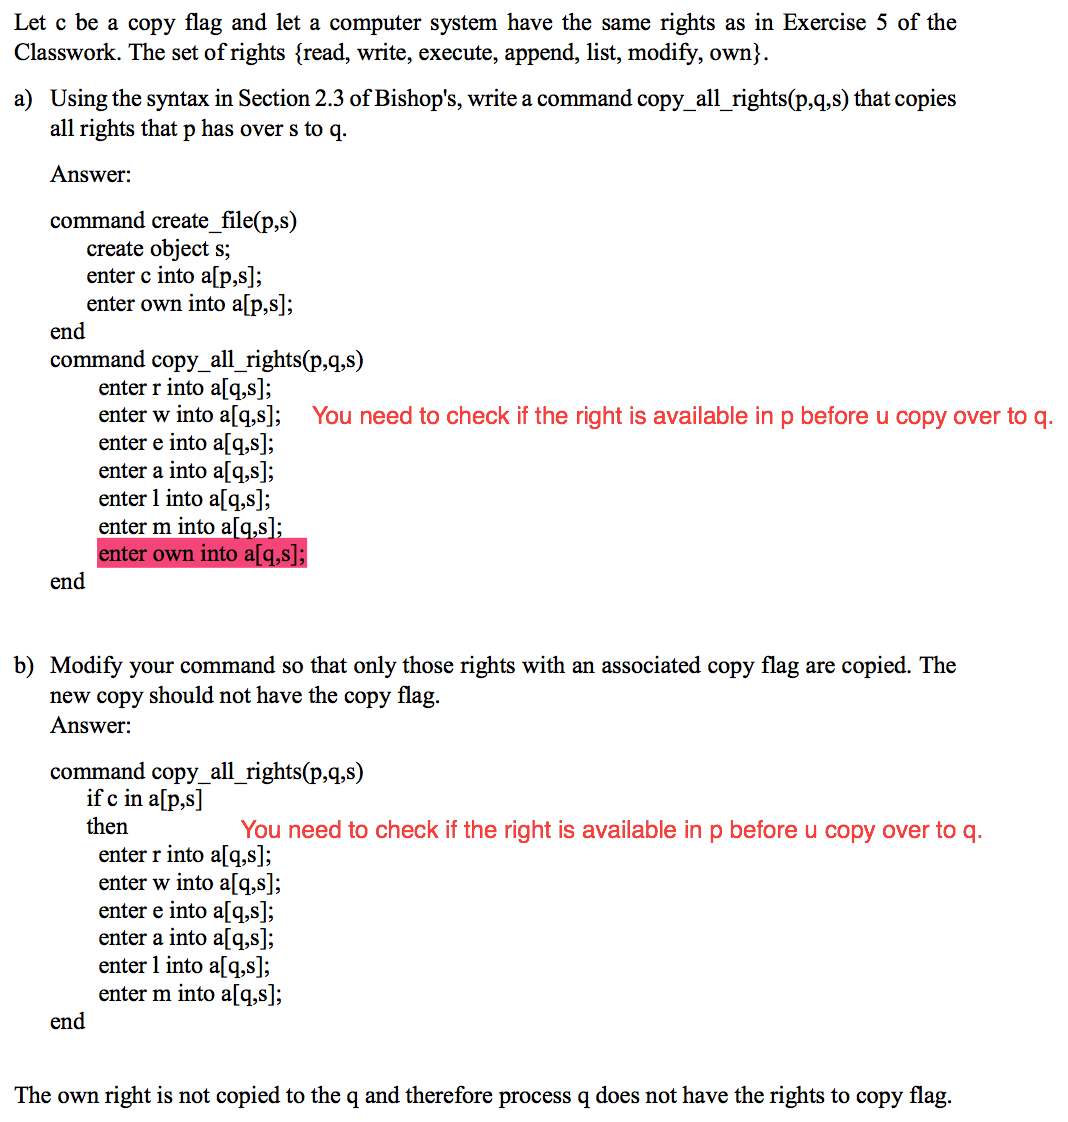 Let c be a copy flag and let a computer system have the same rights as in Exercise 5 of the
Classwork. The set of rights {read, write, execute, append, list, modify, own}.
a) Using the syntax in Section 2.3 of Bishop's, write a command copy_all_rights(p,q,s) that copies
all rights that p has over s to q.
Answer:
command create_file(p,s)
create object s;
enter c into a[p,s];
enter own into a[p,s];
end
command copy_all_rights(p,q,s)
enter r into a[q,s];
enter w into a[q,s]; You need to check if the right is available in p before u copy over to q.
enter e into a[q,s];
enter a into a[q,s];
enter l into a[q,s];
enter m into a[q,s];
enter own into a[q,s];
end
b) Modify your command so that only those rights with an associated copy flag are copied. The
new copy should not have the copy flag.
Answer:
command copy_all_rights(p,q,s)
if c in a[p,s]
then You need to check if the right is available in p before u copy over to q.
enter r into a[q,s];
enter w into a[q,s];
enter e into a[q,s];
enter a into a[q,s];
enter l into a[q,s];
enter m into a[q,s];
end
The own right is not copied to the q and therefore process q does not have the rights to copy flag.